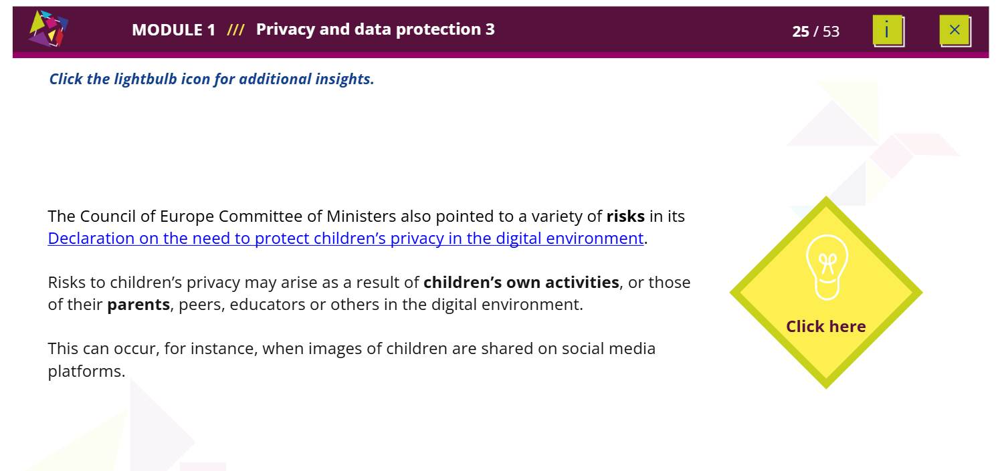 MODULE 1 /// Privacy and data protection 3
25 / 53
i
×
Click the lightbulb icon for additional insights.
The Council of Europe Committee of Ministers also pointed to a variety of risks in its
Declaration on the need to protect children’s privacy in the digital environment.
Risks to children’s privacy may arise as a result of children’s own activities, or those
of their parents, peers, educators or others in the digital environment.
This can occur, for instance, when images of children are shared on social media
platforms.
Click here